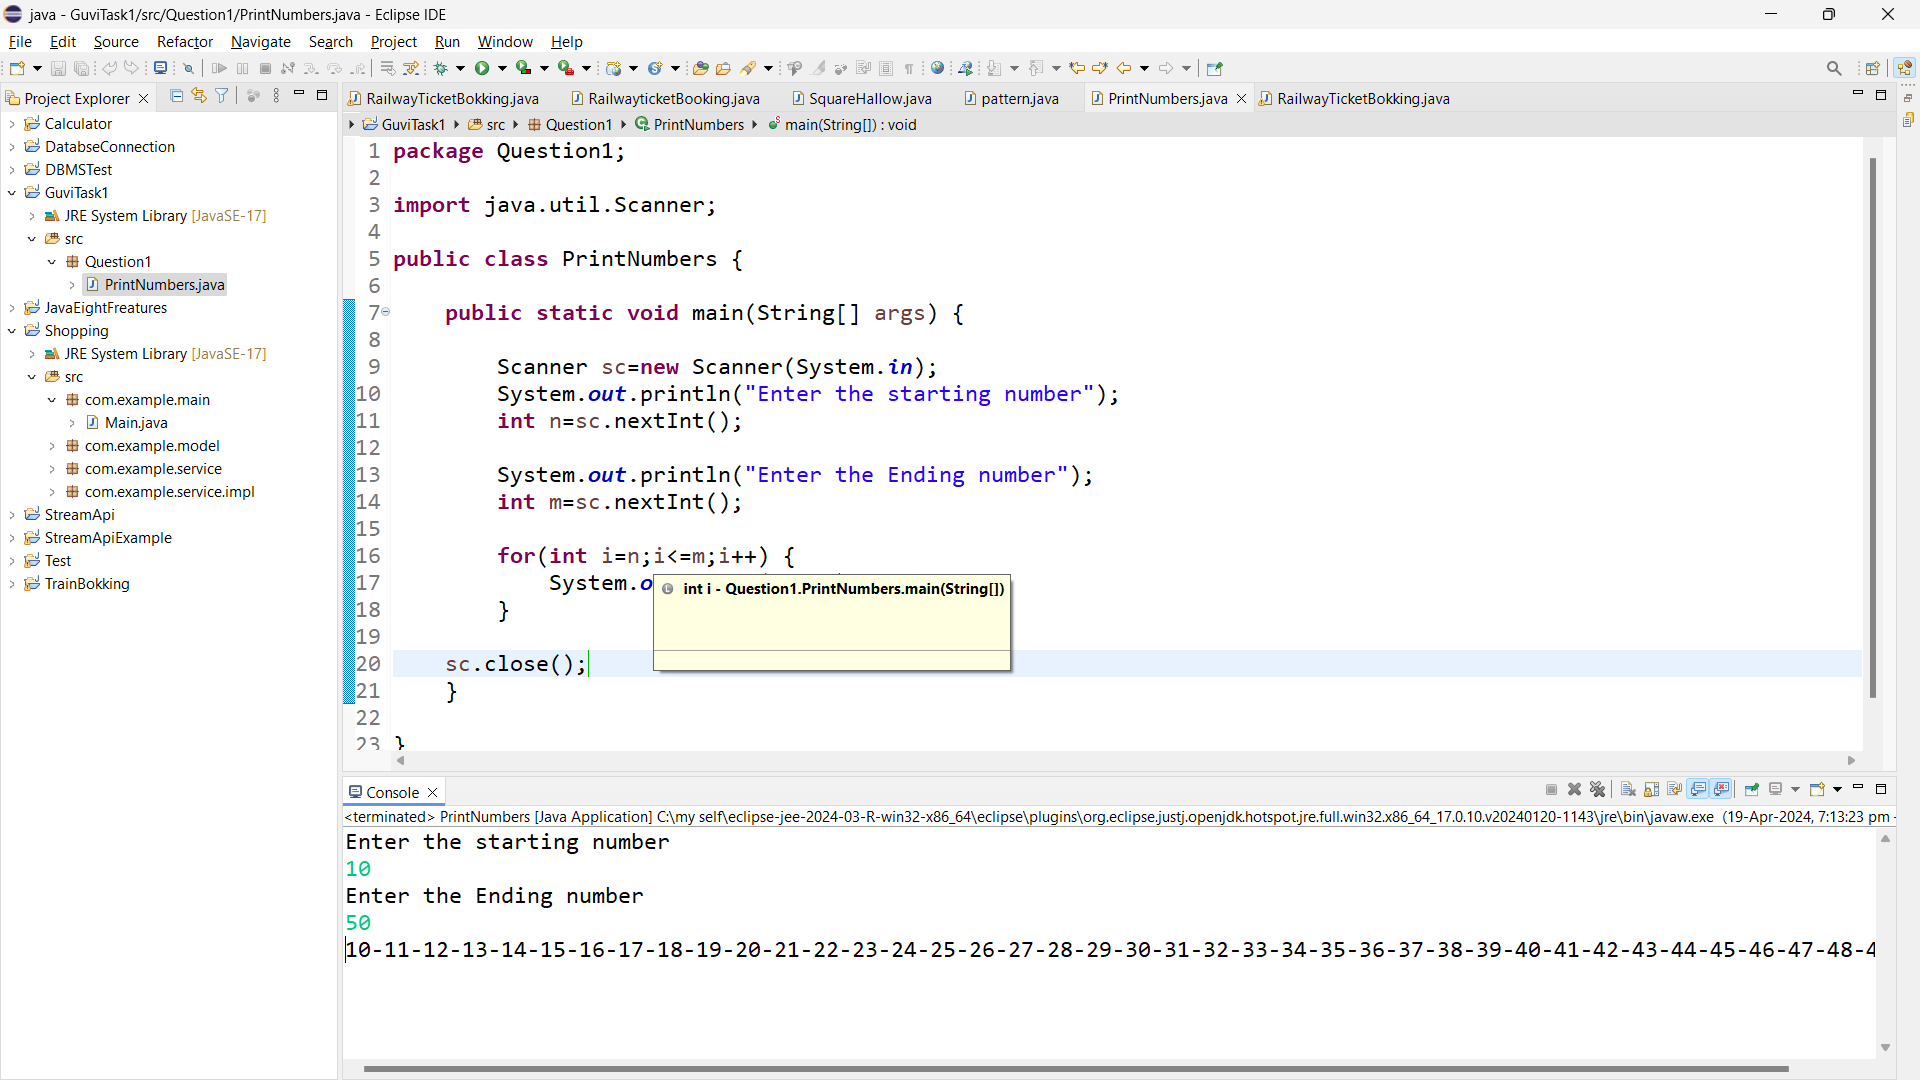 java - GuviTask1/src/Question1/PrintNumbers.java - Eclipse IDE
File Edit Source Refactor Navigate Search Project Run Window Help
Project Explorer
RailwayTicketBokking.java RailwayticketBooking.java SquareHallow.java pattern.java PrintNumbers.java RailwayTicketBokking.java
GuviTask1 src Question1 PrintNumbers main(String[]) : void
Calculator
DatabseConnection
DBMSTest
GuviTask1
JRE System Library [JavaSE-17]
src
Question1
PrintNumbers.java
JavaEightFreatures
Shopping
JRE System Library [JavaSE-17]
src
com.example.main
Main.java
com.example.model
com.example.service
com.example.service.impl
StreamApi
StreamApiExample
Test
TrainBokking
1 package Question1;
2
3 import java.util.Scanner;
4
5 public class PrintNumbers {
6
7 public static void main(String[] args) {
8
9 Scanner sc=new Scanner(System.in);
10 System.out.println("Enter the starting number");
11 int n=sc.nextInt();
12
13 System.out.println("Enter the Ending number");
14 int m=sc.nextInt();
15
16 for(int i=n;i<=m;i++) {
17 System.o
int i - Question1.PrintNumbers.main(String[])
18 }
19
20 sc.close();
21 }
22
23 }
Console
<terminated> PrintNumbers [Java Application] C:\my self\eclipse-jee-2024-03-R-win32-x86_64\eclipse\plugins\org.eclipse.justj.openjdk.hotspot.jre.full.win32.x86_64_17.0.10.v20240120-1143\jre\bin\javaw.exe (19-Apr-2024, 7:13:23 pm -
Enter the starting number
10
Enter the Ending number
50
10-11-12-13-14-15-16-17-18-19-20-21-22-23-24-25-26-27-28-29-30-31-32-33-34-35-36-37-38-39-40-41-42-43-44-45-46-47-48-4